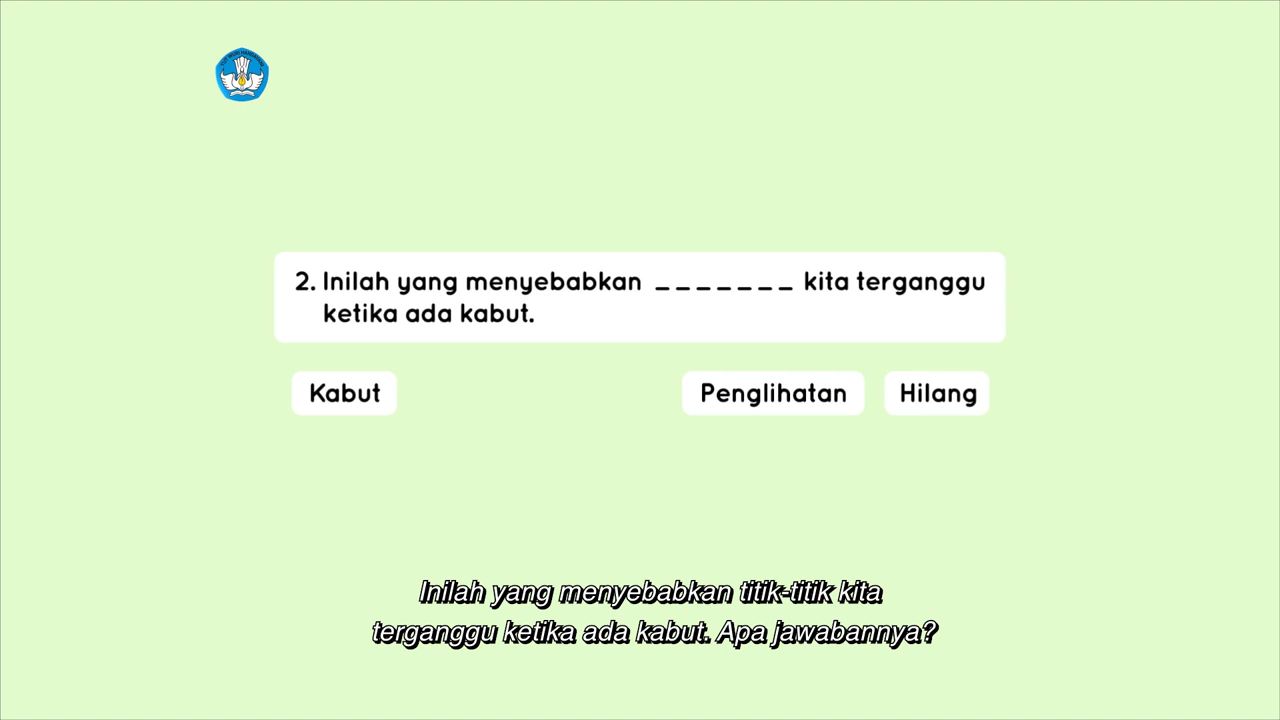 2. Inilah yang menyebabkan _ _ _ _ _ _ _ kita terganggu
ketika ada kabut.
Kabut
Penglihatan
Hilang
Inilah yang menyebabkan titik-titik kita
terganggu ketika ada kabut. Apa jawabannya?